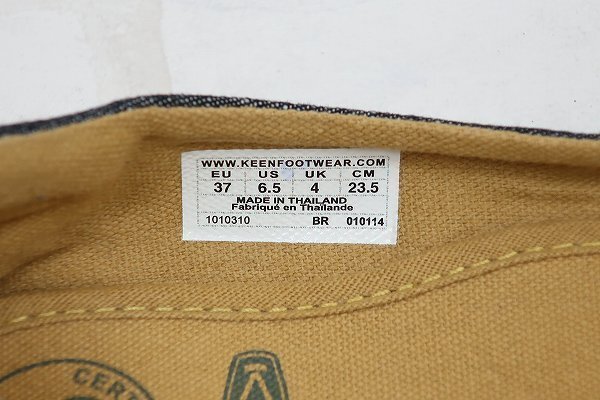 WWW.KEENFOOTWEAR.COM
EU US UK CM
37 6.5 4 23.5
MADE IN THAILAND
Fabriqué en Thaïlande
1010310 BR 010114
CERT